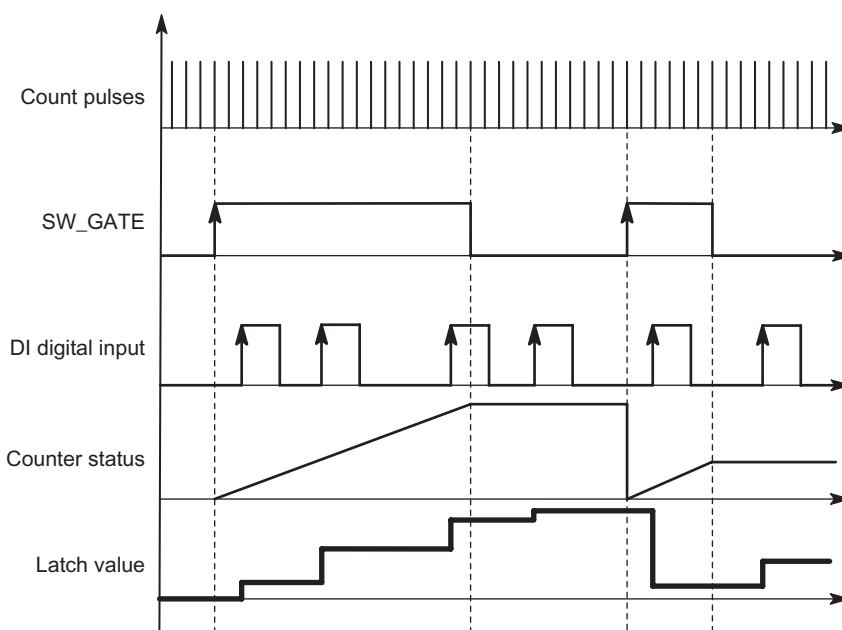 Count pulses
SW_GATE
DI digital input
Counter status
Latch value